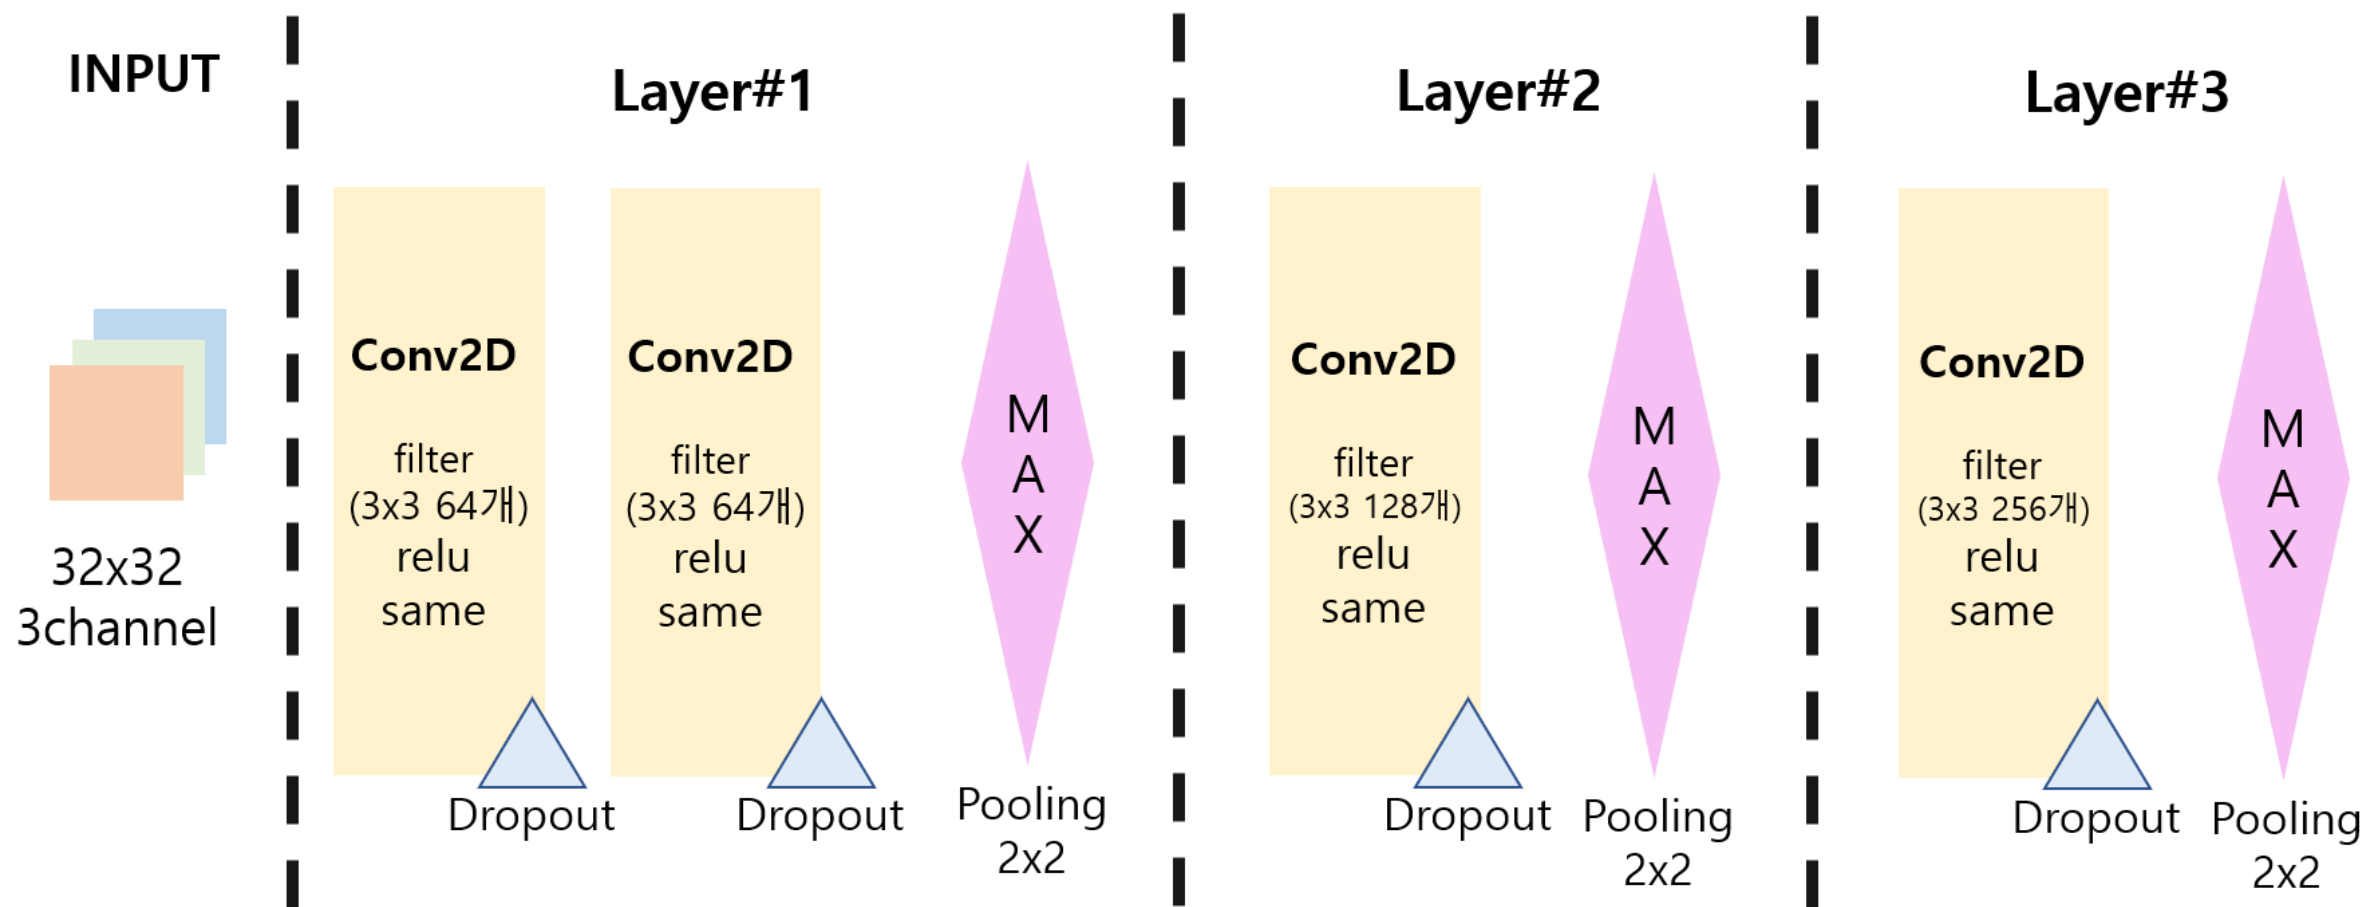 INPUT
32x32
3channel
Layer#1
Conv2D
filter
(3x3 64개)
relu
same
Dropout
Conv2D
filter
(3x3 64개)
relu
same
Dropout
M
A
X
Pooling
2x2
Layer#2
Conv2D
filter
(3x3 128개)
relu
same
Dropout
M
A
X
Pooling
2x2
Layer#3
Conv2D
filter
(3x3 256개)
relu
same
Dropout
M
A
X
Pooling
2x2